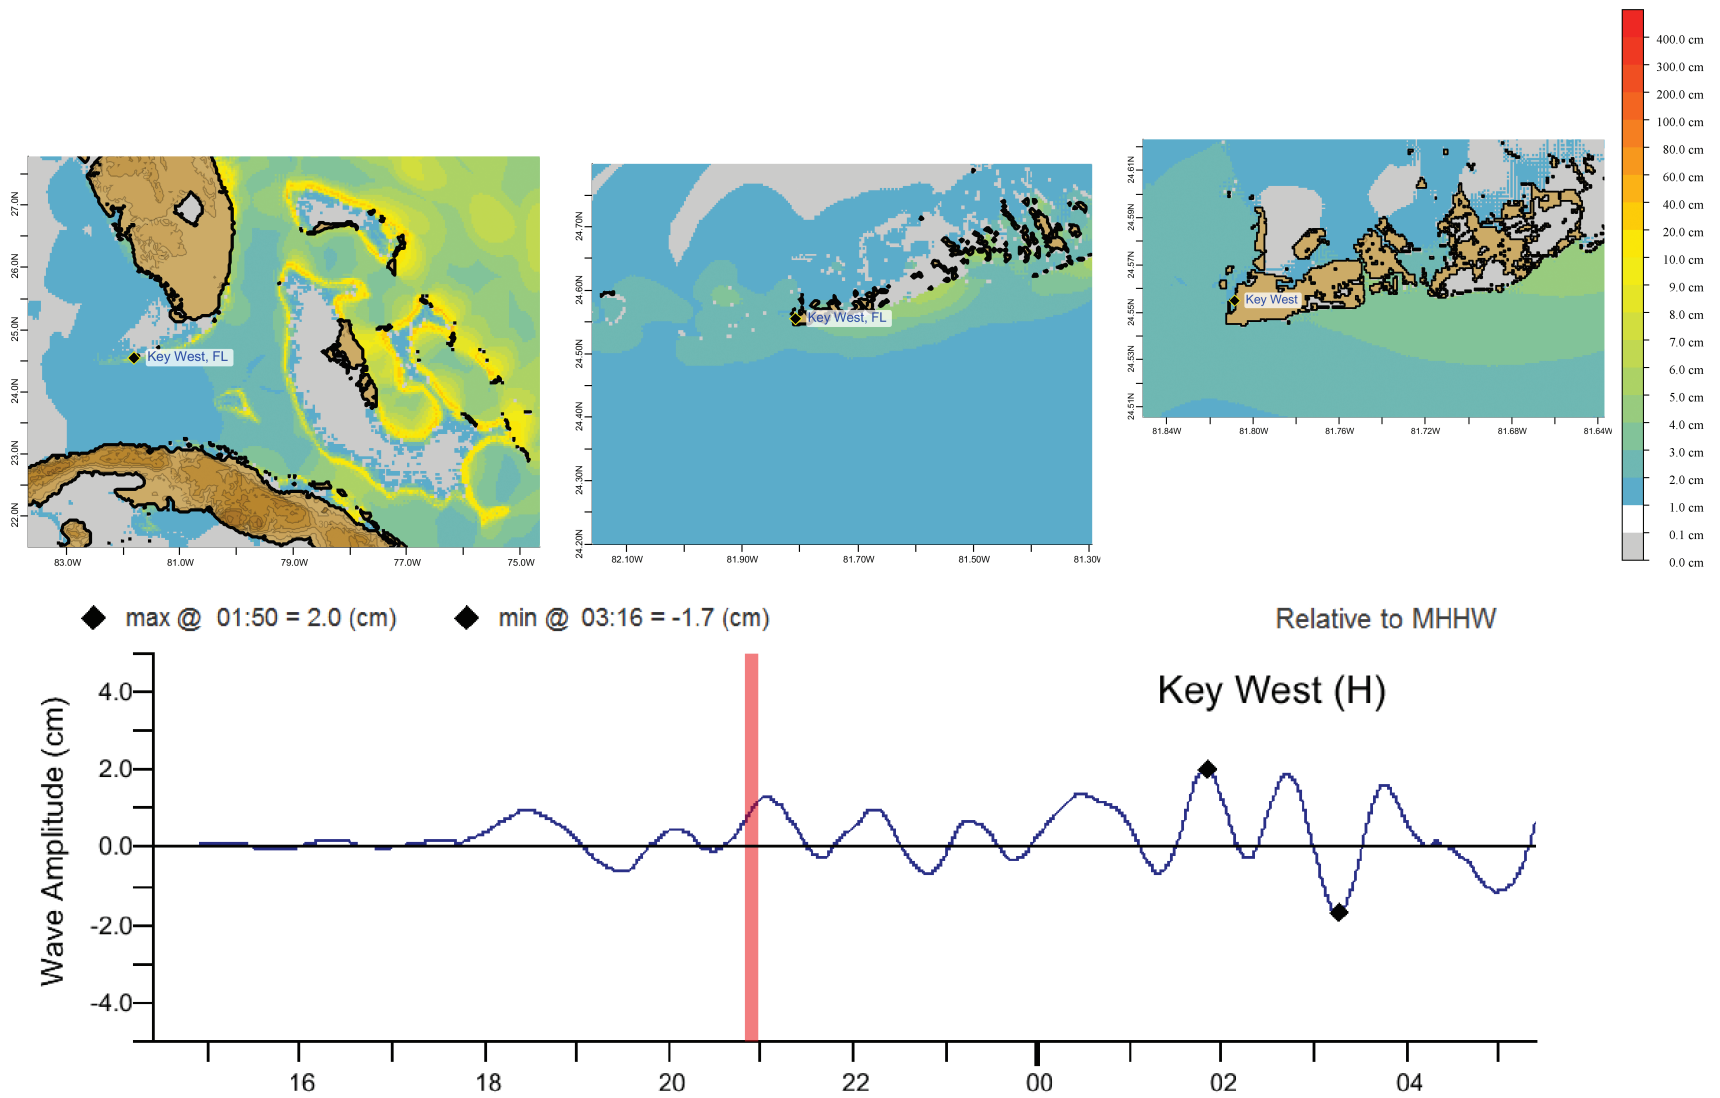 27.0N
26.0N
25.0N
24.0N
23.0N
22.0N
83.0W 81.0W 79.0W 77.0W 75.0W
Key West, FL
24.70N
24.60N
24.50N
24.40N
24.30N
24.20N
82.10W 81.90W 81.70W 81.50W 81.30W
Key West, FL
24.61N
24.59N
24.57N
24.55N
24.53N
24.51N
81.84W 81.80W 81.76W 81.72W 81.68W 81.64W
Key West
400.0 cm
300.0 cm
200.0 cm
100.0 cm
80.0 cm
60.0 cm
40.0 cm
20.0 cm
10.0 cm
9.0 cm
8.0 cm
7.0 cm
6.0 cm
5.0 cm
4.0 cm
3.0 cm
2.0 cm
1.0 cm
0.1 cm
0.0 cm
max @ 01:50 = 2.0 (cm) min @ 03:16 = -1.7 (cm) Relative to MHHW
Key West (H)
Wave Amplitude (cm)
4.0
2.0
0.0
-2.0
-4.0
16 18 20 22 00 02 04